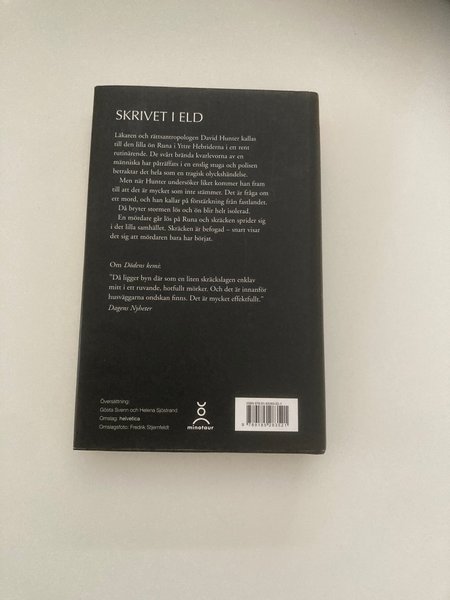 SKRIVET I ELD
Läkaren och rättsantropologen David Hunter kallas
till den lilla ön Runa i Yttre Hebriderna i en rent
rutinärende. De svårt brända kvarlevorna av en
människa har påträffats i en enslig stuga och polisen
betraktar det hela som en tragisk olyckshändelse.
Men när Hunter undersöker liket kommer han fram
till att det är mycket som inte stämmer. Det är fråga om
ett mord, och han kallar på förstärkning från fastlandet.
Då bryter stormen lös och ön blir helt isolerad.
En mördare går lös på Runa och skräcken sprider sig
i det lilla samhället. Skräcken är befogad – snart visar
det sig att mördaren bara har börjat.
Om Dödens kemi:
"Då ligger byn där som en liten skräckslagen enklav
mitt i ett ruvande, hotfullt mörker. Och det är innanför
husväggarna ondskan finns. Det är mycket effektfullt."
Dagens Nyheter
Översättning:
Gösta Svenn och Helena Sjöstrand
Omslag: helvetica
Omslagsfoto: Fredrik Stjernfeldt
minotaur